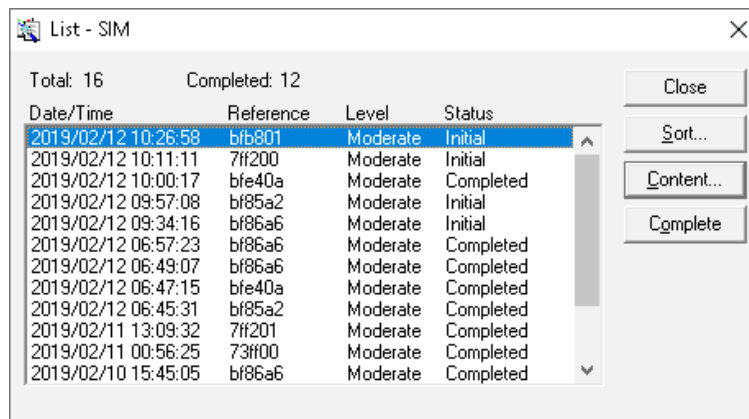 List - SIM
Total: 16 Completed: 12
Date/Time Reference Level Status
2019/02/12 10:26:58 bfb801 Moderate Initial
2019/02/12 10:11:11 7ff200 Moderate Initial
2019/02/12 10:00:17 bfe40a Moderate Completed
2019/02/12 09:57:08 bf85a2 Moderate Initial
2019/02/12 09:34:16 bf86a6 Moderate Initial
2019/02/12 06:57:23 bf86a6 Moderate Completed
2019/02/12 06:49:07 bf86a6 Moderate Completed
2019/02/12 06:47:15 bfe40a Moderate Completed
2019/02/12 06:45:31 bf85a2 Moderate Completed
2019/02/11 13:09:32 7ff201 Moderate Completed
2019/02/11 00:56:25 73ff00 Moderate Completed
2019/02/10 15:45:05 bf86a6 Moderate Completed
Close
Sort...
Content...
Complete